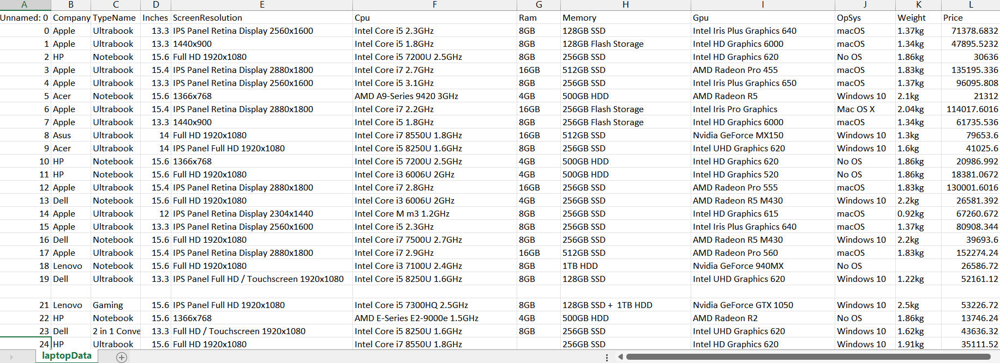 A B C D E F G H I J K L
Unnamed: 0 Company TypeName Inches ScreenResolution Cpu Ram Memory Gpu OpSys Weight Price
0 Apple Ultrabook 13.3 IPS Panel Retina Display 2560x1600 Intel Core i5 2.3GHz 8GB 128GB SSD Intel Iris Plus Graphics 640 macOS 1.37kg 71378.6832
1 Apple Ultrabook 13.3 1440x900 Intel Core i5 1.8GHz 8GB 128GB Flash Storage Intel HD Graphics 6000 macOS 1.34kg 47895.5232
2 HP Notebook 15.6 Full HD 1920x1080 Intel Core i5 7200U 2.5GHz 8GB 256GB SSD Intel HD Graphics 620 No OS 1.86kg 30636
3 Apple Ultrabook 15.4 IPS Panel Retina Display 2880x1800 Intel Core i7 2.7GHz 16GB 512GB SSD AMD Radeon Pro 455 macOS 1.83kg 135195.336
4 Apple Ultrabook 13.3 IPS Panel Retina Display 2560x1600 Intel Core i5 3.1GHz 8GB 256GB SSD Intel Iris Plus Graphics 650 macOS 1.37kg 96095.808
5 Acer Notebook 15.6 1366x768 AMD A9-Series 9420 3GHz 4GB 500GB HDD AMD Radeon R5 Windows 10 2.1kg 21312
6 Apple Ultrabook 15.4 IPS Panel Retina Display 2880x1800 Intel Core i7 2.2GHz 16GB 256GB Flash Storage Intel Iris Pro Graphics Mac OS X 2.04kg 114017.6016
7 Apple Ultrabook 13.3 1440x900 Intel Core i5 1.8GHz 8GB 256GB Flash Storage Intel HD Graphics 6000 macOS 1.34kg 61735.536
8 Asus Ultrabook 14 Full HD 1920x1080 Intel Core i7 8550U 1.8GHz 16GB 512GB SSD Nvidia GeForce MX150 Windows 10 1.3kg 79653.6
9 Acer Ultrabook 14 IPS Panel Full HD 1920x1080 Intel Core i5 8250U 1.6GHz 8GB 256GB SSD Intel UHD Graphics 620 Windows 10 1.6kg 41025.6
10 HP Notebook 15.6 1366x768 Intel Core i5 7200U 2.5GHz 4GB 500GB HDD Intel HD Graphics 620 No OS 1.86kg 20986.992
11 HP Notebook 15.6 Full HD 1920x1080 Intel Core i3 6006U 2GHz 4GB 500GB HDD Intel HD Graphics 520 No OS 1.86kg 18381.0672
12 Apple Ultrabook 15.4 IPS Panel Retina Display 2880x1800 Intel Core i7 2.8GHz 16GB 256GB SSD AMD Radeon Pro 555 macOS 1.83kg 130001.6016
13 Dell Notebook 15.6 Full HD 1920x1080 Intel Core i3 6006U 2GHz 4GB 256GB SSD AMD Radeon R5 M430 Windows 10 2.2kg 26581.392
14 Apple Ultrabook 12 IPS Panel Retina Display 2304x1440 Intel Core M m3 1.2GHz 8GB 256GB SSD Intel HD Graphics 615 macOS 0.92kg 67260.672
15 Apple Ultrabook 13.3 IPS Panel Retina Display 2560x1600 Intel Core i5 2.3GHz 8GB 256GB SSD Intel Iris Plus Graphics 640 macOS 1.37kg 80908.344
16 Dell Notebook 15.6 Full HD 1920x1080 Intel Core i7 7500U 2.7GHz 8GB 256GB SSD AMD Radeon R5 M430 Windows 10 2.2kg 39693.6
17 Apple Ultrabook 15.4 IPS Panel Retina Display 2880x1800 Intel Core i7 2.9GHz 16GB 512GB SSD AMD Radeon Pro 560 macOS 1.83kg 152274.24
18 Lenovo Notebook 15.6 Full HD 1920x1080 Intel Core i3 7100U 2.4GHz 8GB 1TB HDD Nvidia GeForce 940MX No OS 26586.72
19 Dell Ultrabook 13.3 IPS Panel Full HD / Touchscreen 1920x1080 Intel Core i5 8250U 1.6GHz 8GB 128GB SSD Intel UHD Graphics 620 Windows 10 1.22kg 52161.12
21 Lenovo Gaming 15.6 IPS Panel Full HD 1920x1080 Intel Core i5 7300HQ 2.5GHz 8GB 128GB SSD + 1TB HDD Nvidia GeForce GTX 1050 Windows 10 2.5kg 53226.72
22 HP Notebook 15.6 1366x768 AMD E-Series E2-9000e 1.5GHz 4GB 500GB HDD AMD Radeon R2 No OS 1.86kg 13746.24
23 Dell 2 in 1 Conve 13.3 Full HD / Touchscreen 1920x1080 Intel Core i5 8250U 1.6GHz 8GB 256GB SSD Intel UHD Graphics 620 Windows 10 1.62kg 43636.32
24 HP Ultrabook 15.6 Full HD 1920x1080 Intel Core i7 8550U 1.8GHz 256GB SSD Intel HD Graphics 620 Windows 10 1.91kg 35111.52
laptopData